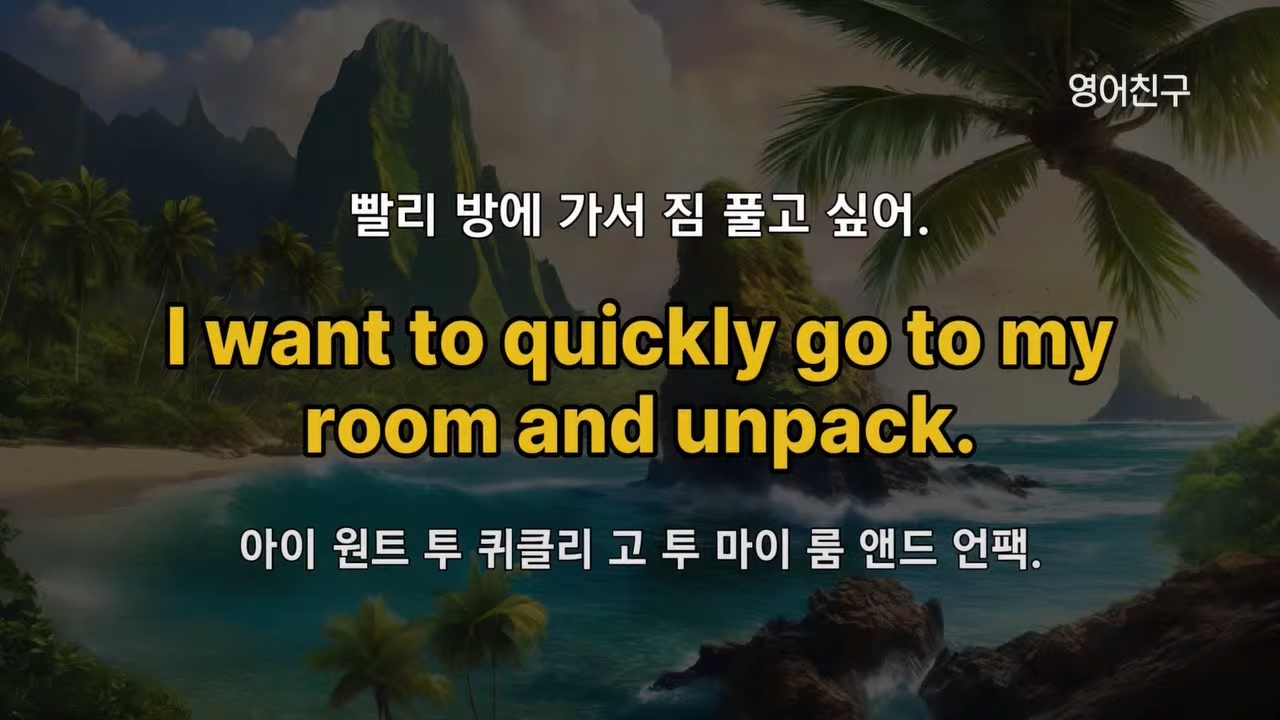 영어친구
빨리 방에 가서 짐 풀고 싶어.
I want to quickly go to my
room and unpack.
아이 원트 투 퀴클리 고 투 마이 룸 앤드 언팩.